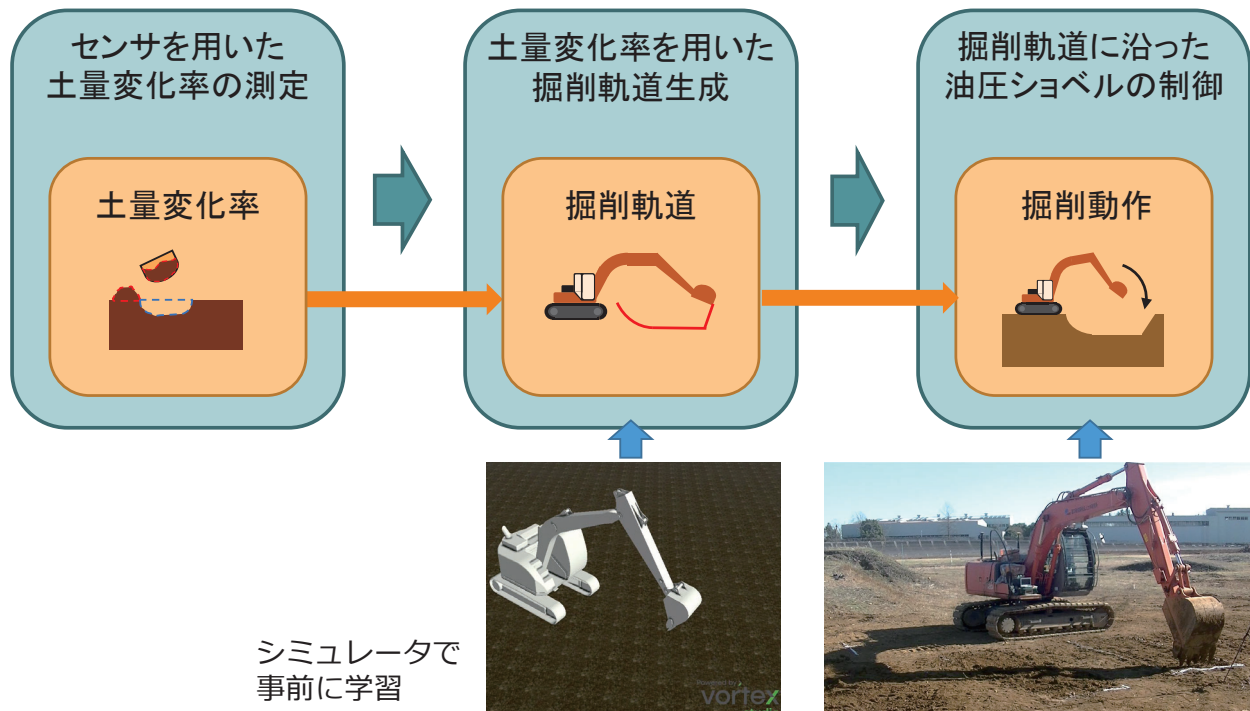 センサを用いた
土量変化率の測定
土量変化率
土量変化率を用いた
掘削軌道生成
掘削軌道
掘削軌道に沿った
油圧ショベルの制御
掘削動作
シミュレータで
事前に学習
vortex